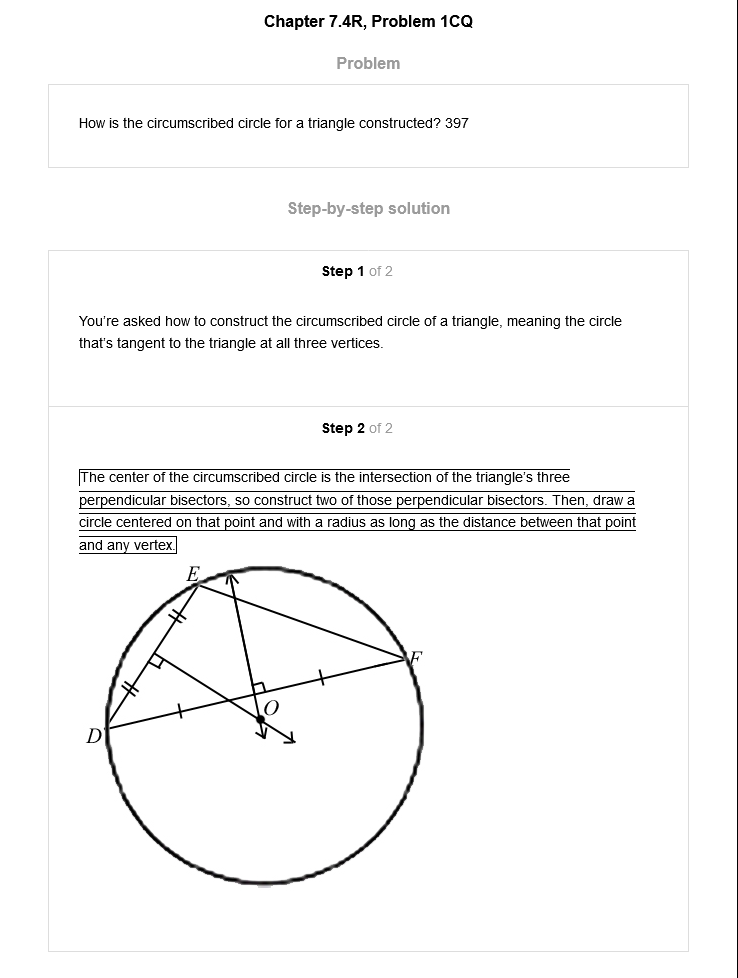 Chapter 7.4R, Problem 1CQ
Problem
How is the circumscribed circle for a triangle constructed? 397
Step-by-step solution
Step 1 of 2
You’re asked how to construct the circumscribed circle of a triangle, meaning the circle
that’s tangent to the triangle at all three vertices.
Step 2 of 2
The center of the circumscribed circle is the intersection of the triangle’s three
perpendicular bisectors, so construct two of those perpendicular bisectors. Then, draw a
circle centered on that point and with a radius as long as the distance between that point
and any vertex.
E
F
O
D